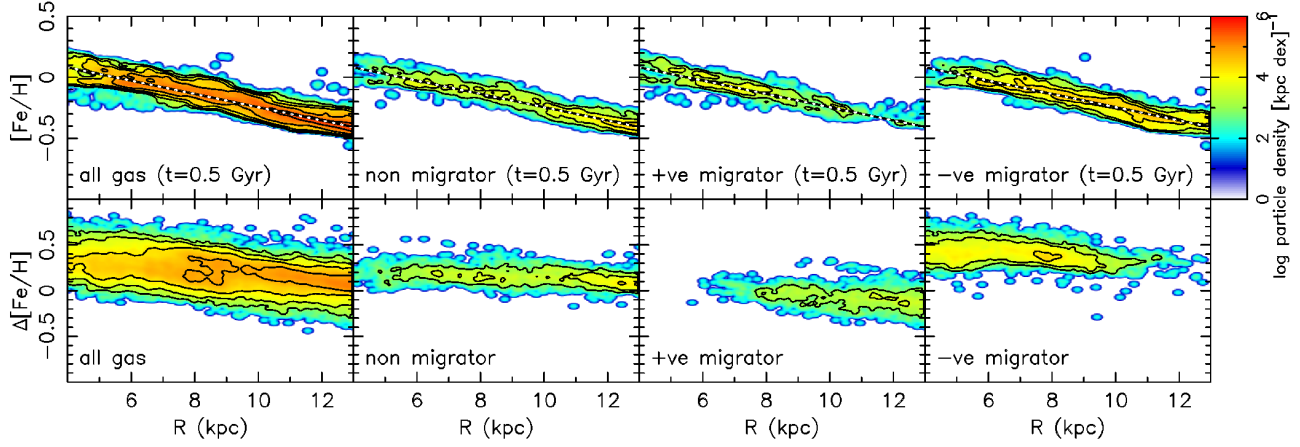 [Fe/H]
0.5
0
−0.5
all gas (t=0.5 Gyr)
non migrator (t=0.5 Gyr)
+ve migrator (t=0.5 Gyr)
−ve migrator (t=0.5 Gyr)
Δ[Fe/H]
0.5
0
−0.5
all gas
non migrator
+ve migrator
−ve migrator
6 8 10 12
6 8 10 12
6 8 10 12
6 8 10 12
R (kpc)
R (kpc)
R (kpc)
R (kpc)
0 2 4 6
log particle density [kpc dex]⁻¹